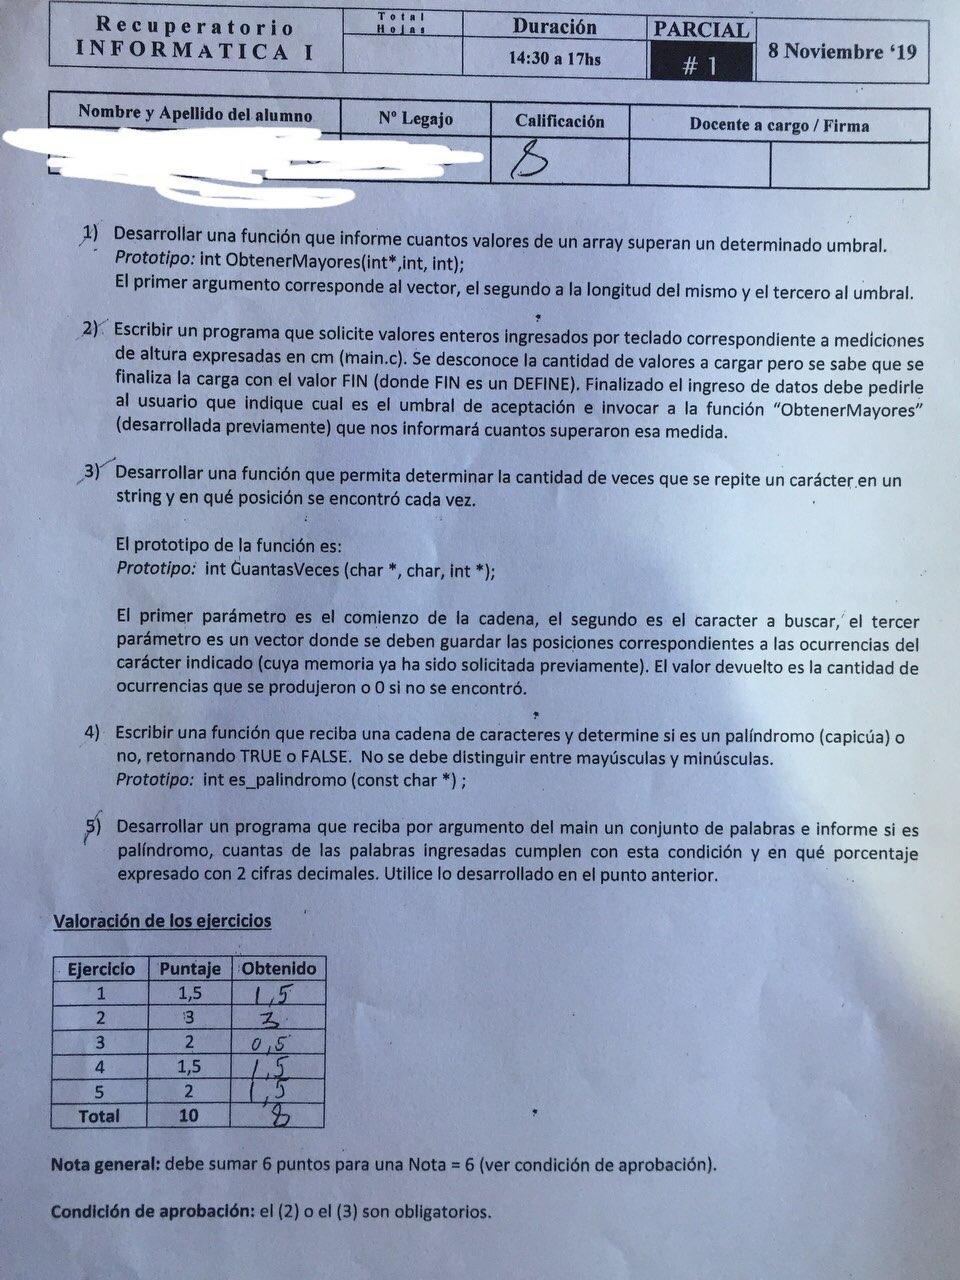 Recuperatorio
INFORMATICA I
Total
Hojas
Duración
14:30 a 17hs
PARCIAL
# 1
8 Noviembre ‘19
Nombre y Apellido del alumno
Nº Legajo
Calificación
Docente a cargo / Firma
8
1) Desarrollar una función que informe cuantos valores de un array superan un determinado umbral.
Prototipo: int ObtenerMayores(int*,int, int);
El primer argumento corresponde al vector, el segundo a la longitud del mismo y el tercero al umbral.
2) Escribir un programa que solicite valores enteros ingresados por teclado correspondiente a mediciones
de altura expresadas en cm (main.c). Se desconoce la cantidad de valores a cargar pero se sabe que se
finaliza la carga con el valor FIN (donde FIN es un DEFINE). Finalizado el ingreso de datos debe pedirle
al usuario que indique cual es el umbral de aceptación e invocar a la función “ObtenerMayores”
(desarrollada previamente) que nos informará cuantos superaron esa medida.
3) Desarrollar una función que permita determinar la cantidad de veces que se repite un carácter en un
string y en qué posición se encontró cada vez.
El prototipo de la función es:
Prototipo: int CuantasVeces (char *, char, int *);
El primer parámetro es el comienzo de la cadena, el segundo es el caracter a buscar, el tercer
parámetro es un vector donde se deben guardar las posiciones correspondientes a las ocurrencias del
carácter indicado (cuya memoria ya ha sido solicitada previamente). El valor devuelto es la cantidad de
ocurrencias que se produjeron o 0 si no se encontró.
4) Escribir una función que reciba una cadena de caracteres y determine si es un palíndromo (capicúa) o
no, retornando TRUE o FALSE. No se debe distinguir entre mayúsculas y minúsculas.
Prototipo: int es_palindromo (const char *) ;
5) Desarrollar un programa que reciba por argumento del main un conjunto de palabras e informe si es
palíndromo, cuantas de las palabras ingresadas cumplen con esta condición y en qué porcentaje
expresado con 2 cifras decimales. Utilice lo desarrollado en el punto anterior.
Valoración de los ejercicios
Ejercicio Puntaje Obtenido
1 1,5 1,5
2 3 3
3 2 0,5
4 1,5 1,5
5 2 1,5
Total 10 8
Nota general: debe sumar 6 puntos para una Nota = 6 (ver condición de aprobación).
Condición de aprobación: el (2) o el (3) son obligatorios.